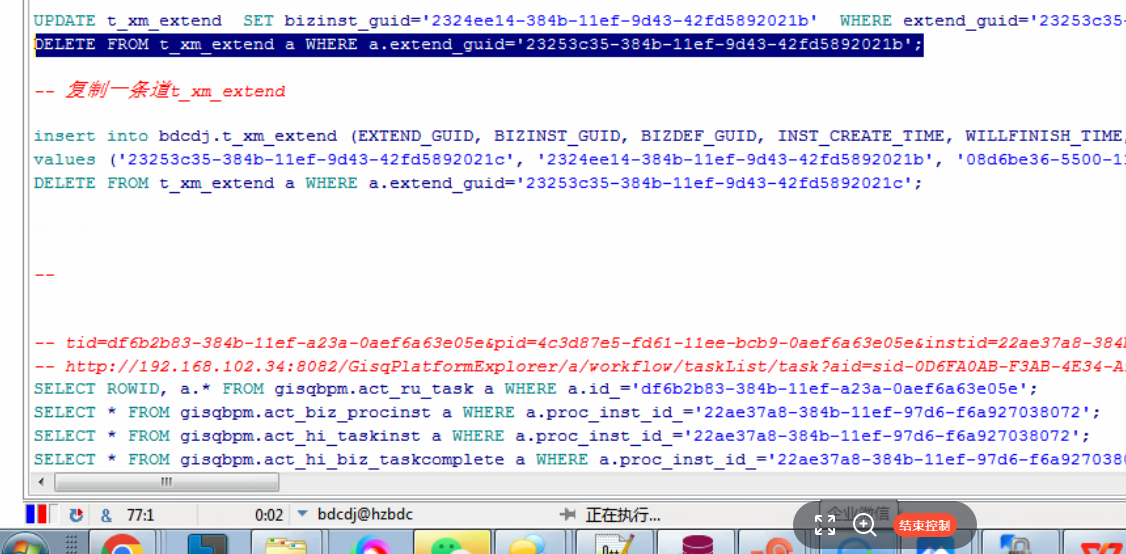 UPDATE t_xm_extend SET bizinst_guid='2324ee14-384b-11ef-9d43-42fd5892021b' WHERE extend_guid='23253c35-
DELETE FROM t_xm_extend a WHERE a.extend_guid='23253c35-384b-11ef-9d43-42fd5892021b';
-- 复制一条道t_xm_extend
insert into bdcdj.t_xm_extend (EXTEND_GUID, BIZINST_GUID, BIZDEF_GUID, INST_CREATE_TIME, WILLFINISH_TIME,
values ('23253c35-384b-11ef-9d43-42fd5892021c', '2324ee14-384b-11ef-9d43-42fd5892021b', '08d6be36-5500-11
DELETE FROM t_xm_extend a WHERE a.extend_guid='23253c35-384b-11ef-9d43-42fd5892021c';
--
-- tid=df6b2b83-384b-11ef-a23a-0aef6a63e05e&pid=4c3d87e5-fd61-11ee-bcb9-0aef6a63e05e&instid=22ae37a8-384b
-- http://192.168.102.34:8082/GisqPlatformExplorer/a/workflow/taskList/task?aid=sid-0D6FA0AB-F3AB-4E34-A
SELECT ROWID, a.* FROM gisqbpm.act_ru_task a WHERE a.id_='df6b2b83-384b-11ef-a23a-0aef6a63e05e';
SELECT * FROM gisqbpm.act_biz_procinst a WHERE a.proc_inst_id_='22ae37a8-384b-11ef-97d6-f6a927038072';
SELECT * FROM gisqbpm.act_hi_taskinst a WHERE a.proc_inst_id_='22ae37a8-384b-11ef-97d6-f6a927038072';
SELECT * FROM gisqbpm.act_hi_biz_taskcomplete a WHERE a.proc_inst_id_='22ae37a8-384b-11ef-97d6-f6a9270380
& 77:1 0:02 bdcdj@hzbdc 正在执行...
企业微信
结束控制